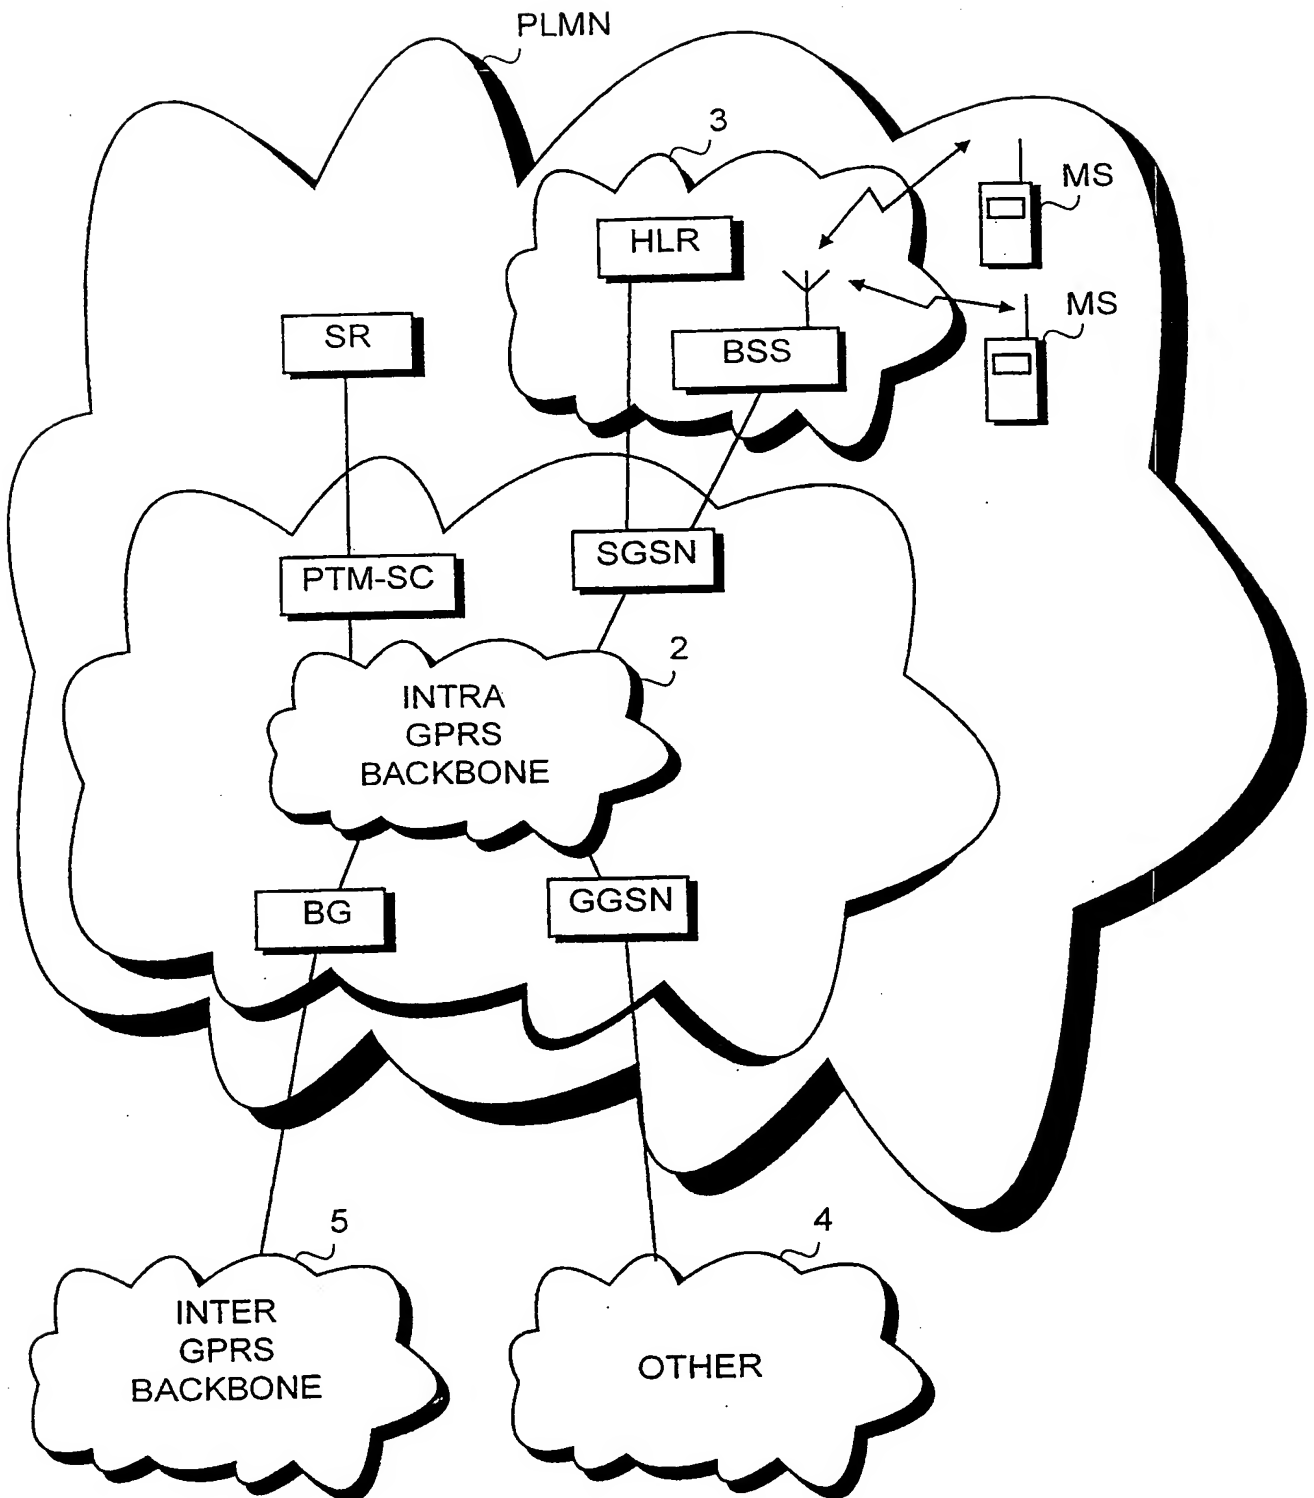 PLMN
3
MS
HLR
MS
SR
BSS
PTM-SC
SGSN
2
INTRA
GPRS
BACKBONE
BG
GGSN
5
4
INTER
GPRS
BACKBONE
OTHER